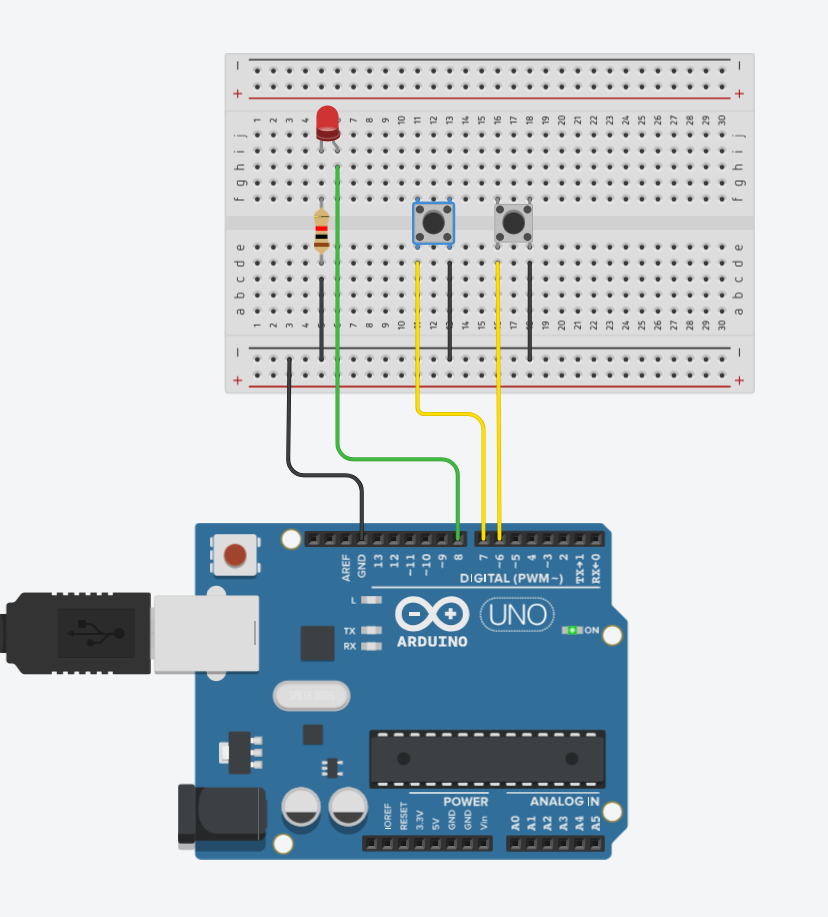 − −
+ +
1 2 3 4 6 7 8 9 10 11 12 13 14 15 16 17 18 19 20 21 22 23 24 25 26 27 28 29 30
j j
i i
h h
g g
f f
e e
d d
c c
b b
a a
1 2 3 4 5 6 7 8 9 10 11 12 13 14 15 16 17 18 19 20 21 22 23 24 25 26 27 28 29 30
− −
+ +
AREF GND 13 12 ~11 ~10 ~9 8 7 ~6 ~5 4 ~3 2 TX→1 RX←0
DIGITAL (PWM~)
L
TX
RX
− +
UNO
ARDUINO
ON
POWER ANALOG IN
IOREF RESET 3.3V 5V GND GND Vin A0 A1 A2 A3 A4 A5